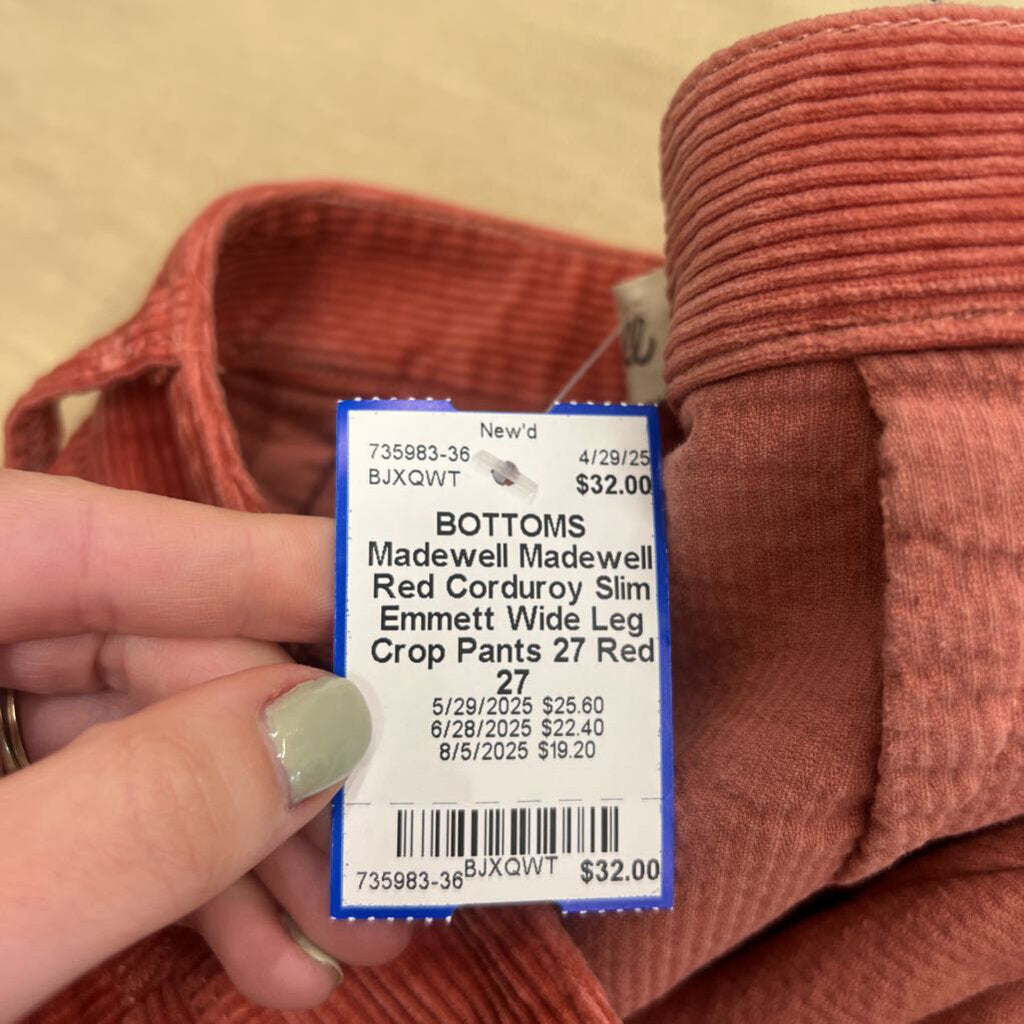 New'd
735983-36 4/29/25
BJXQWT $32.00
BOTTOMS
Madewell Madewell
Red Corduroy Slim
Emmett Wide Leg
Crop Pants 27 Red
27
5/29/2025 $25.60
6/28/2025 $22.40
8/5/2025 $19.20
735983-36 BJXQWT $32.00